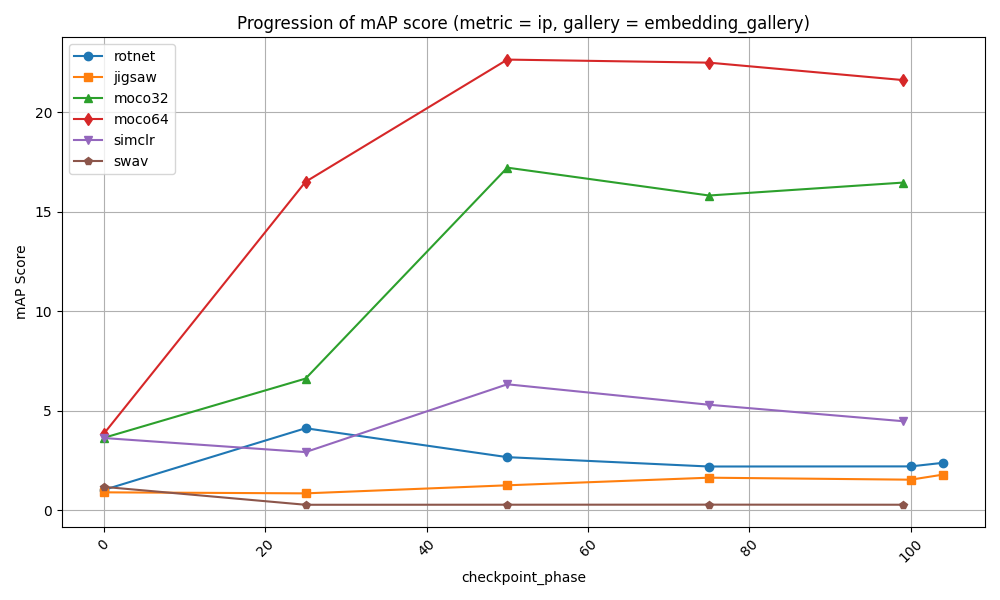 Progression of mAP score (metric = ip, gallery = embedding_gallery)
rotnet
jigsaw
moco32
moco64
simclr
swav
mAP Score
20
15
10
5
0
0 20 40 60 80 100
checkpoint_phase